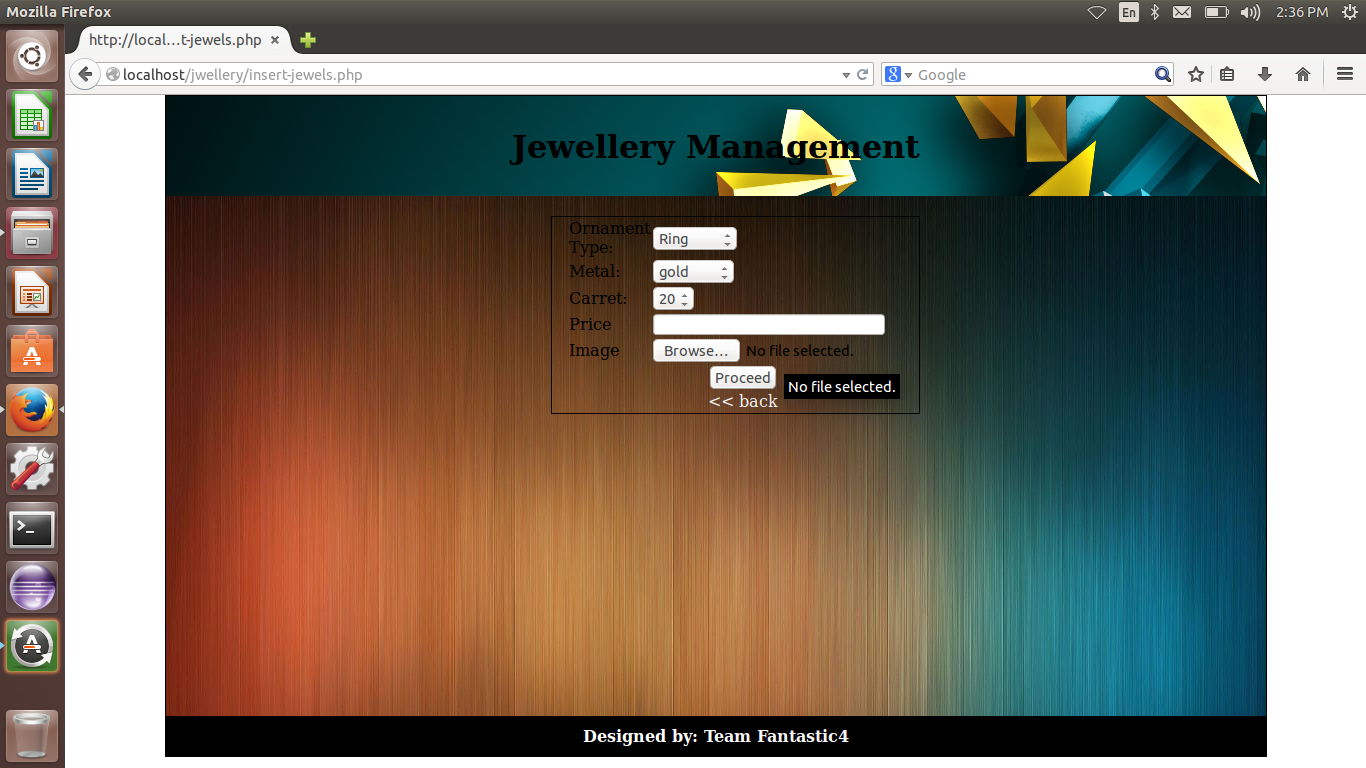 Mozilla Firefox
En
2:36 PM
http://local...t-jewels.php
localhost/jwellery/insert-jewels.php
Google
Jewellery Management
Ornament
Type:
Ring
Metal:
gold
Carret:
20
Price
Image
Browse...
No file selected.
Proceed
No file selected.
<< back
Designed by: Team Fantastic4